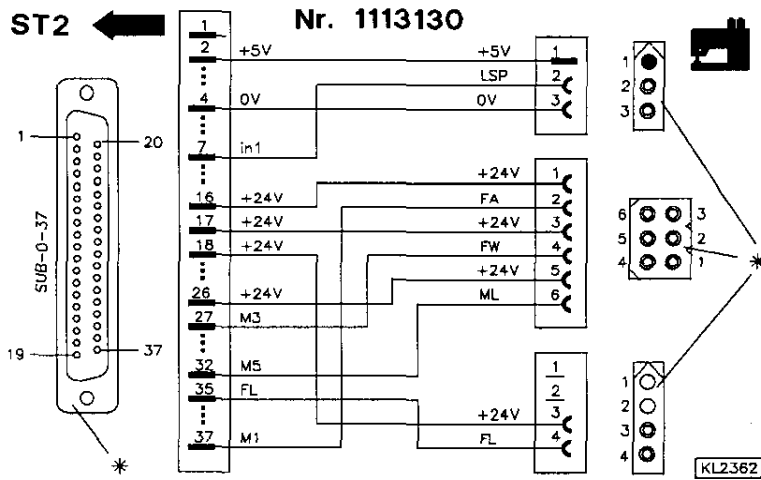 ST2
Nr. 1113130
SUB-D-37
1
20
19
37
*
1
2 +5V
4 0V
7 in1
16 +24V
17 +24V
18 +24V
26 +24V
27 M3
32 M5
35 FL
37 M1
+5V 1
LSP 2
0V 3
+24V 1
FA 2
+24V 3
FW 4
+24V 5
ML 6
1
2
+24V 3
FL 4
1
2
3
6 3
5 2
4 1
*
1
2
3
4
KL2362